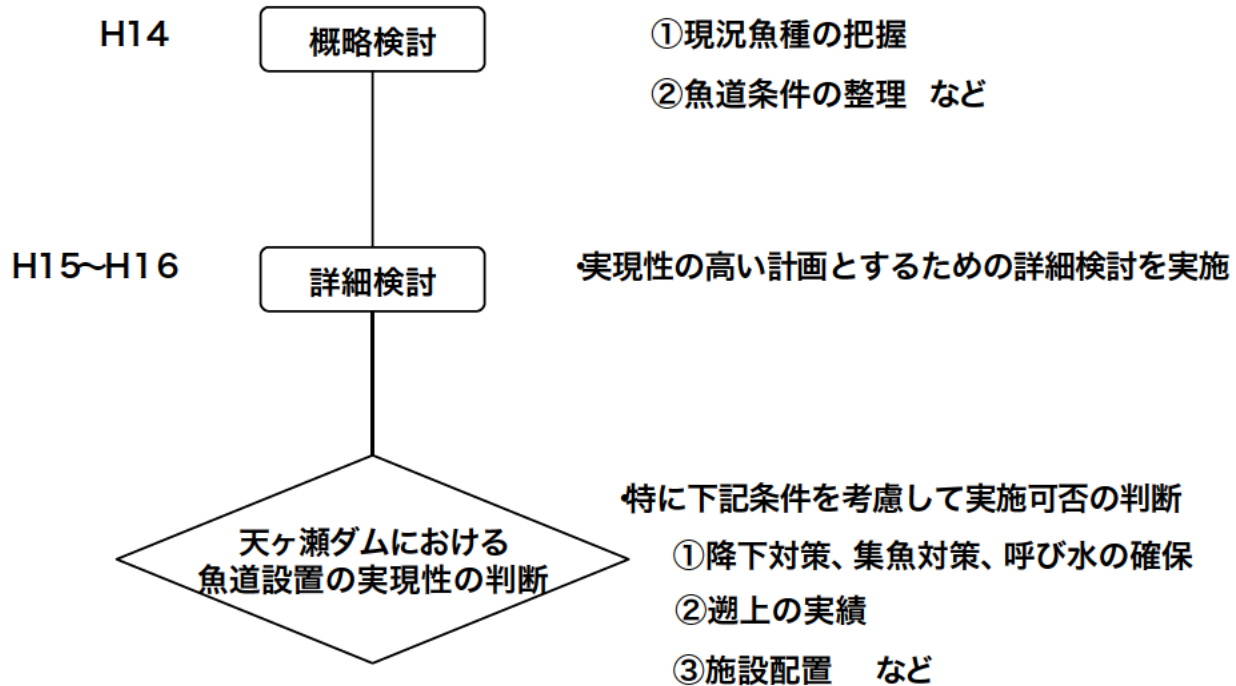 H14
概略検討
①現況魚種の把握
②魚道条件の整理 など
H15~H16
詳細検討
・実現性の高い計画とするための詳細検討を実施
天ヶ瀬ダムにおける
魚道設置の実現性の判断
・特に下記条件を考慮して実施可否の判断
①降下対策、集魚対策、呼び水の確保
②遡上の実績
③施設配置 など